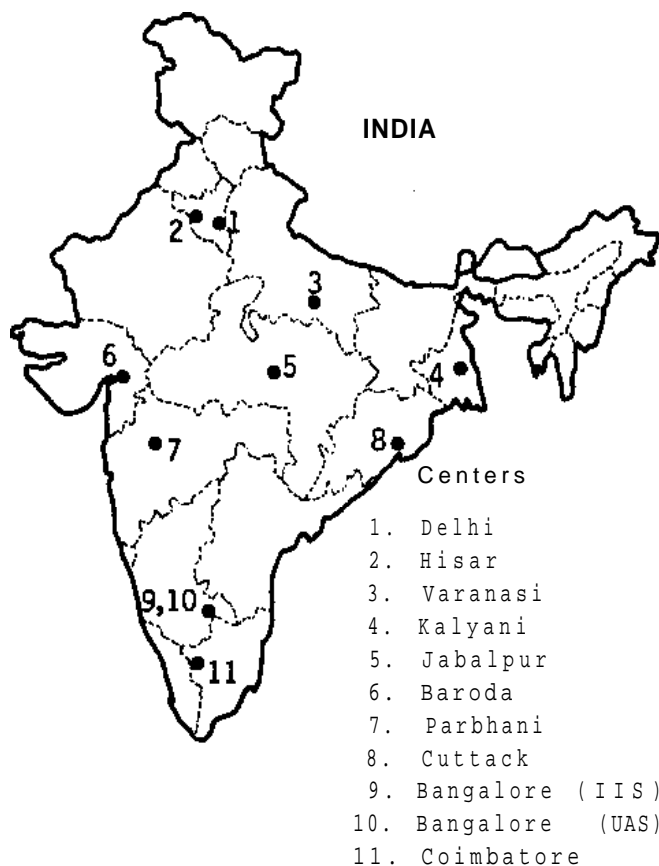 INDIA
2
1
3
6
5
4
7
8
Centers
1. Delhi
2. Hisar
3. Varanasi
4. Kalyani
5. Jabalpur
6. Baroda
7. Parbhani
8. Cuttack
9,10
9. Bangalore (IIS)
10. Bangalore (UAS)
11
11. Coimbatore